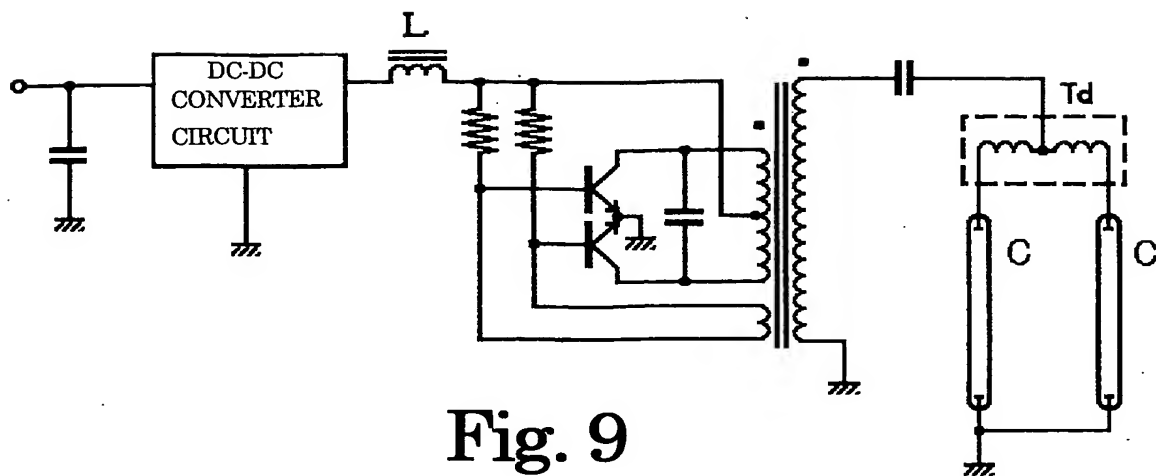 L
DC-DC
CONVERTER
CIRCUIT
Td
C
C
Fig. 9